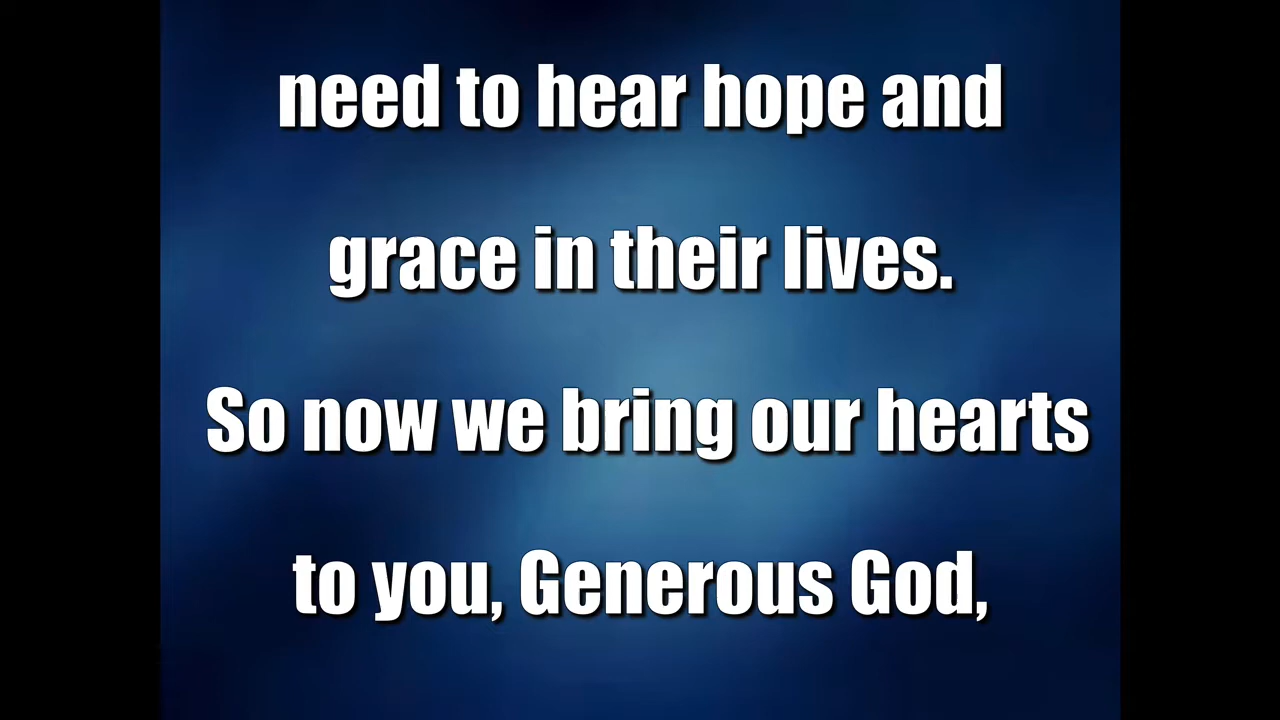 need to hear hope and
grace in their lives.
So now we bring our hearts
to you, Generous God,